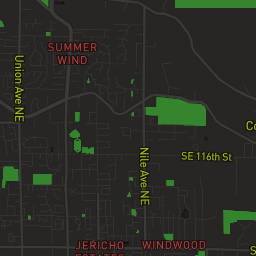 SUMMER
WIND
Union Ave NE
Nile Ave NE
SE 116th St
JERICHO
WINDWOOD